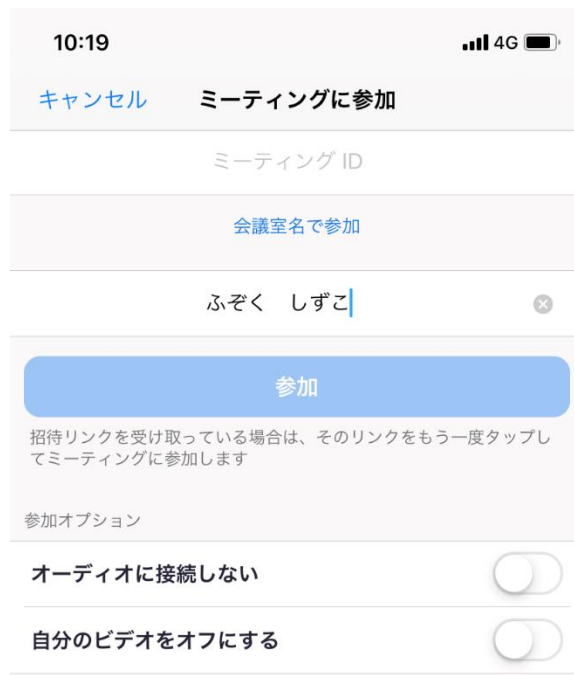 10:19 4G
キャンセル ミーティングに参加
ミーティング ID
会議室名で参加
ふぞく　しずこ
参加
招待リンクを受け取っている場合は、そのリンクをもう一度タップし
てミーティングに参加します
参加オプション
オーディオに接続しない
自分のビデオをオフにする